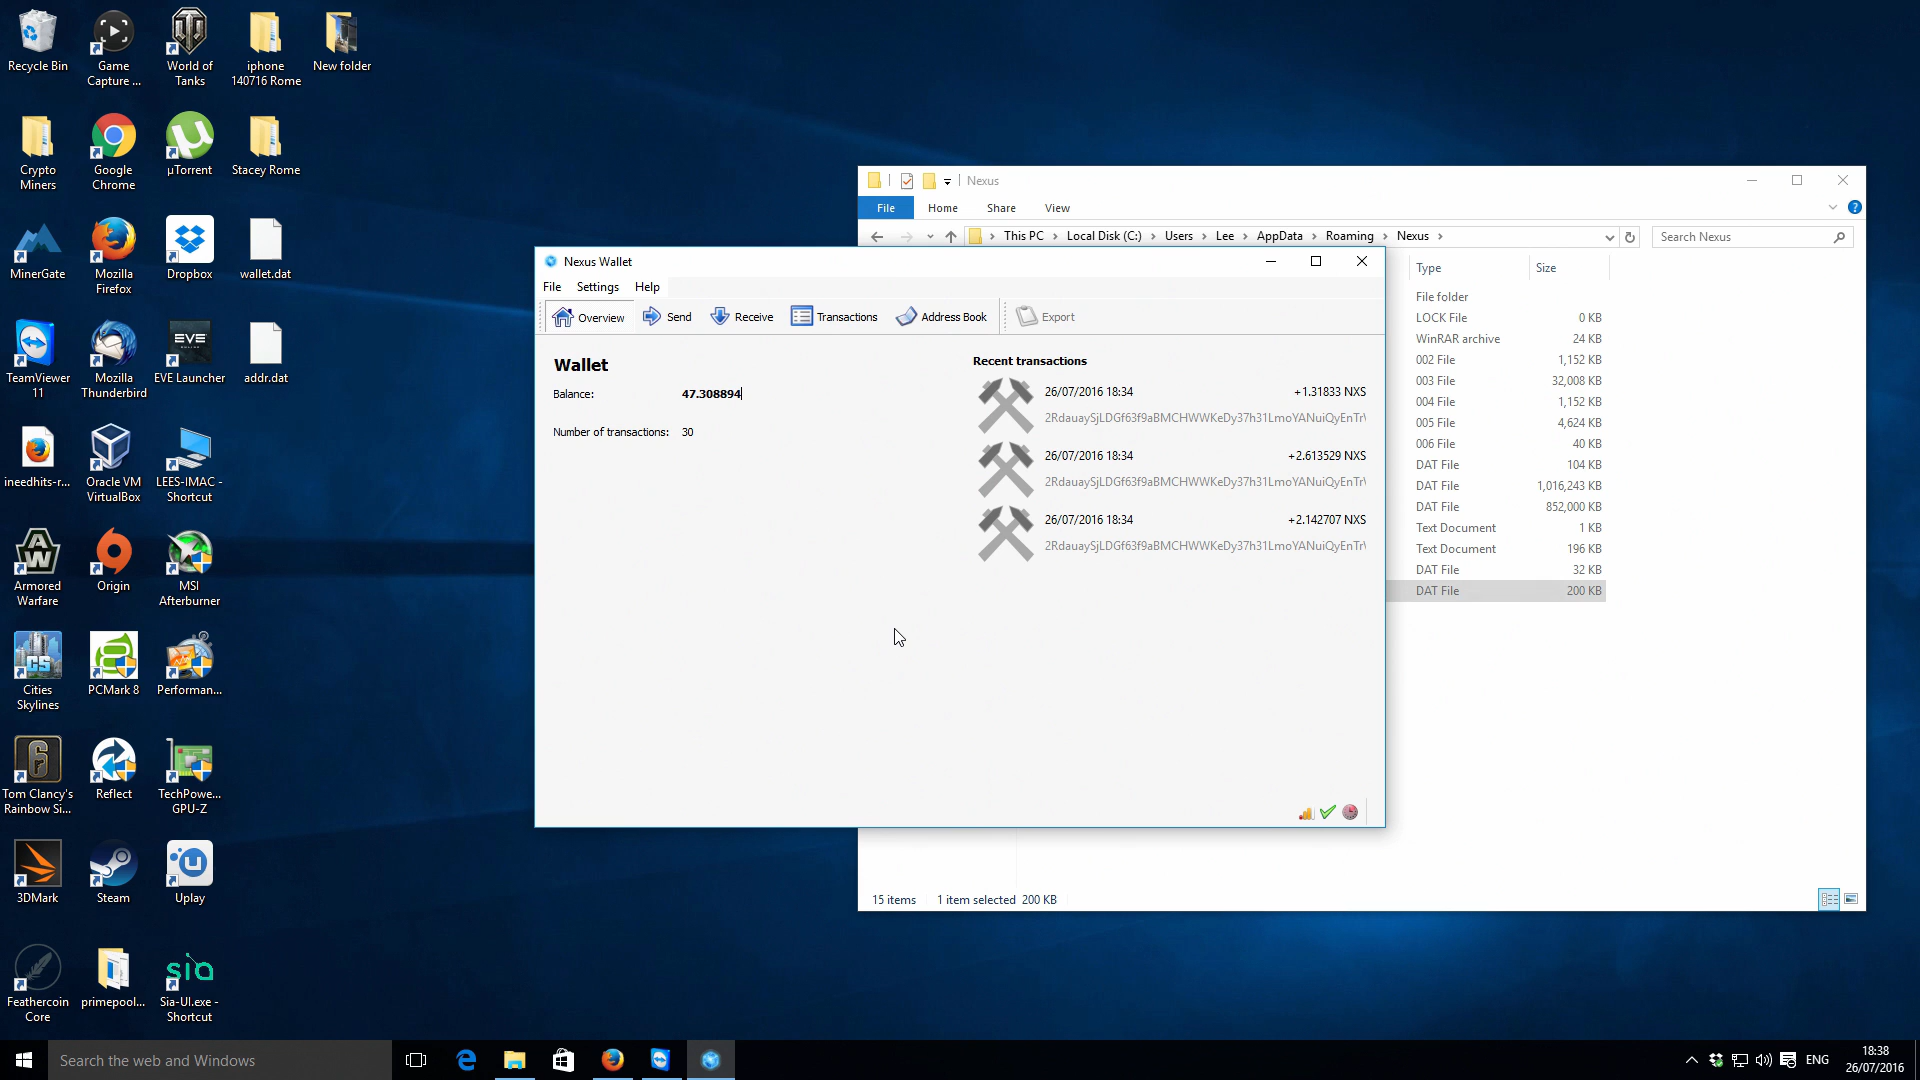 Recycle Bin
Game
Capture ...
World of
Tanks
iphone
140716 Rome
New folder
Crypto
Miners
Google
Chrome
µTorrent
Stacey Rome
MinerGate
Mozilla
Firefox
Dropbox
wallet.dat
TeamViewer
11
Mozilla
Thunderbird
EVE
EVE Launcher
addr.dat
ineedhits-r...
Oracle VM
VirtualBox
LEES-IMAC -
Shortcut
AW
Armored
Warfare
Origin
MSI
Afterburner
CS
Cities
Skylines
PCMark 8
Performan...
6
Tom Clancy's
Rainbow Si...
Reflect
TechPowe...
GPU-Z
3DMark
Steam
Uplay
Feathercoin
Core
primepool...
sia
Sia-UI.exe -
Shortcut
Nexus
File
Home
Share
View
This PC
Local Disk (C:)
Users
Lee
AppData
Roaming
Nexus
Search Nexus
Type
Size
File folder
LOCK File
0 KB
WinRAR archive
24 KB
002 File
1,152 KB
003 File
32,008 KB
004 File
1,152 KB
005 File
4,624 KB
006 File
40 KB
DAT File
104 KB
DAT File
1,016,243 KB
DAT File
852,000 KB
Text Document
1 KB
Text Document
196 KB
DAT File
32 KB
DAT File
200 KB
15 items
1 item selected 200 KB
Nexus Wallet
File
Settings
Help
Overview
Send
Receive
Transactions
Address Book
Export
Wallet
Balance:
47.308894
Number of transactions:
30
Recent transactions
26/07/2016 18:34
+1.31833 NXS
2RdauaySjLDGf63f9aBMCHWWKeDy37h31LmoYANuiQyEnTr
26/07/2016 18:34
+2.613529 NXS
2RdauaySjLDGf63f9aBMCHWWKeDy37h31LmoYANuiQyEnTr
26/07/2016 18:34
+2.142707 NXS
2RdauaySjLDGf63f9aBMCHWWKeDy37h31LmoYANuiQyEnTr
Search the web and Windows
ENG
18:38
26/07/2016